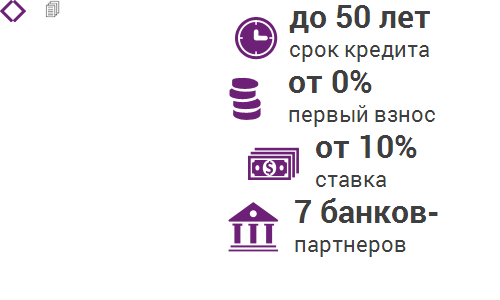 до 50 лет
срок кредита
от 0%
первый взнос
от 10%
ставка
7 банков-
партнеров